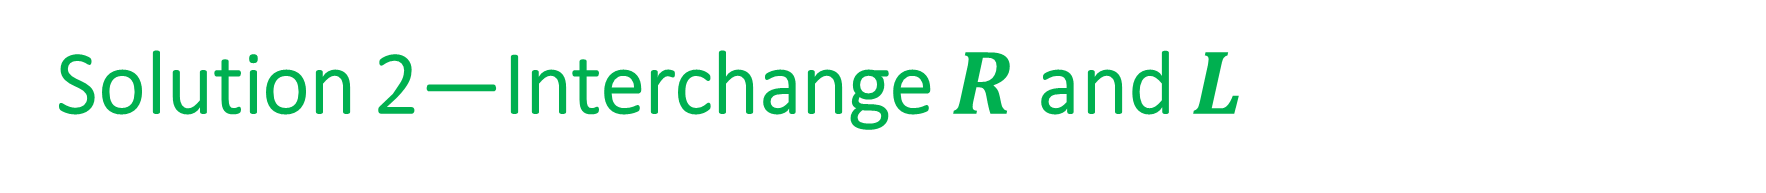 Solution 2—Interchange R and L